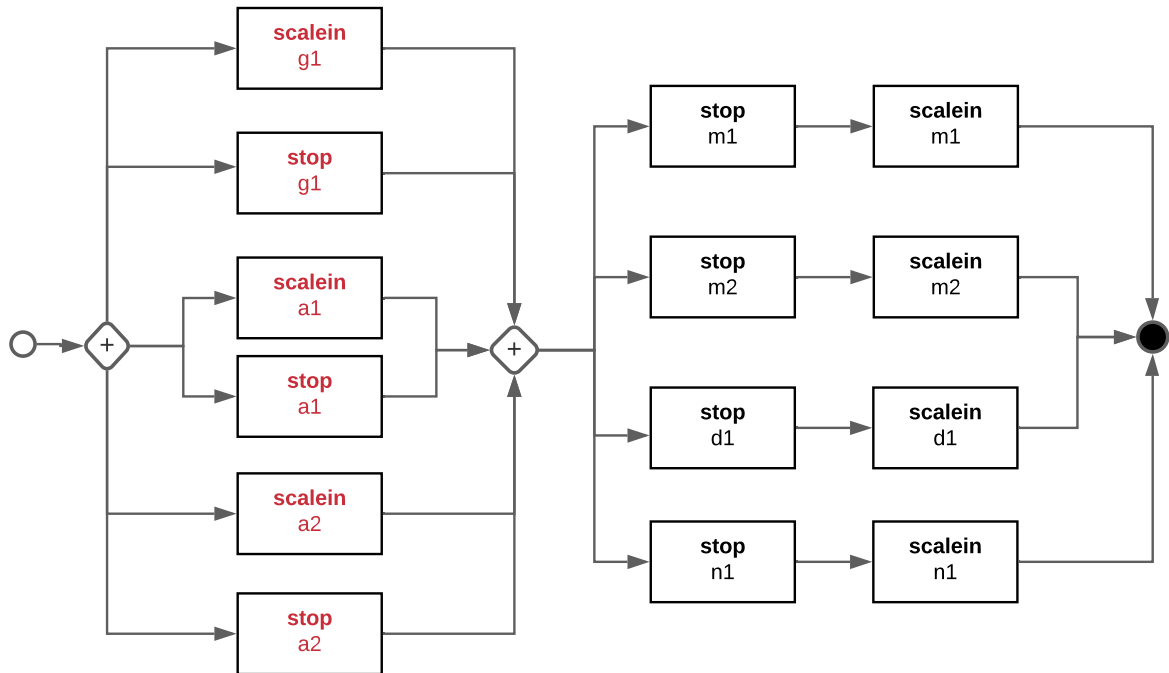 scalein
g1
stop
g1
scalein
a1
stop
a1
scalein
a2
stop
a2
+
+
stop
m1
scalein
m1
stop
m2
scalein
m2
stop
d1
scalein
d1
stop
n1
scalein
n1